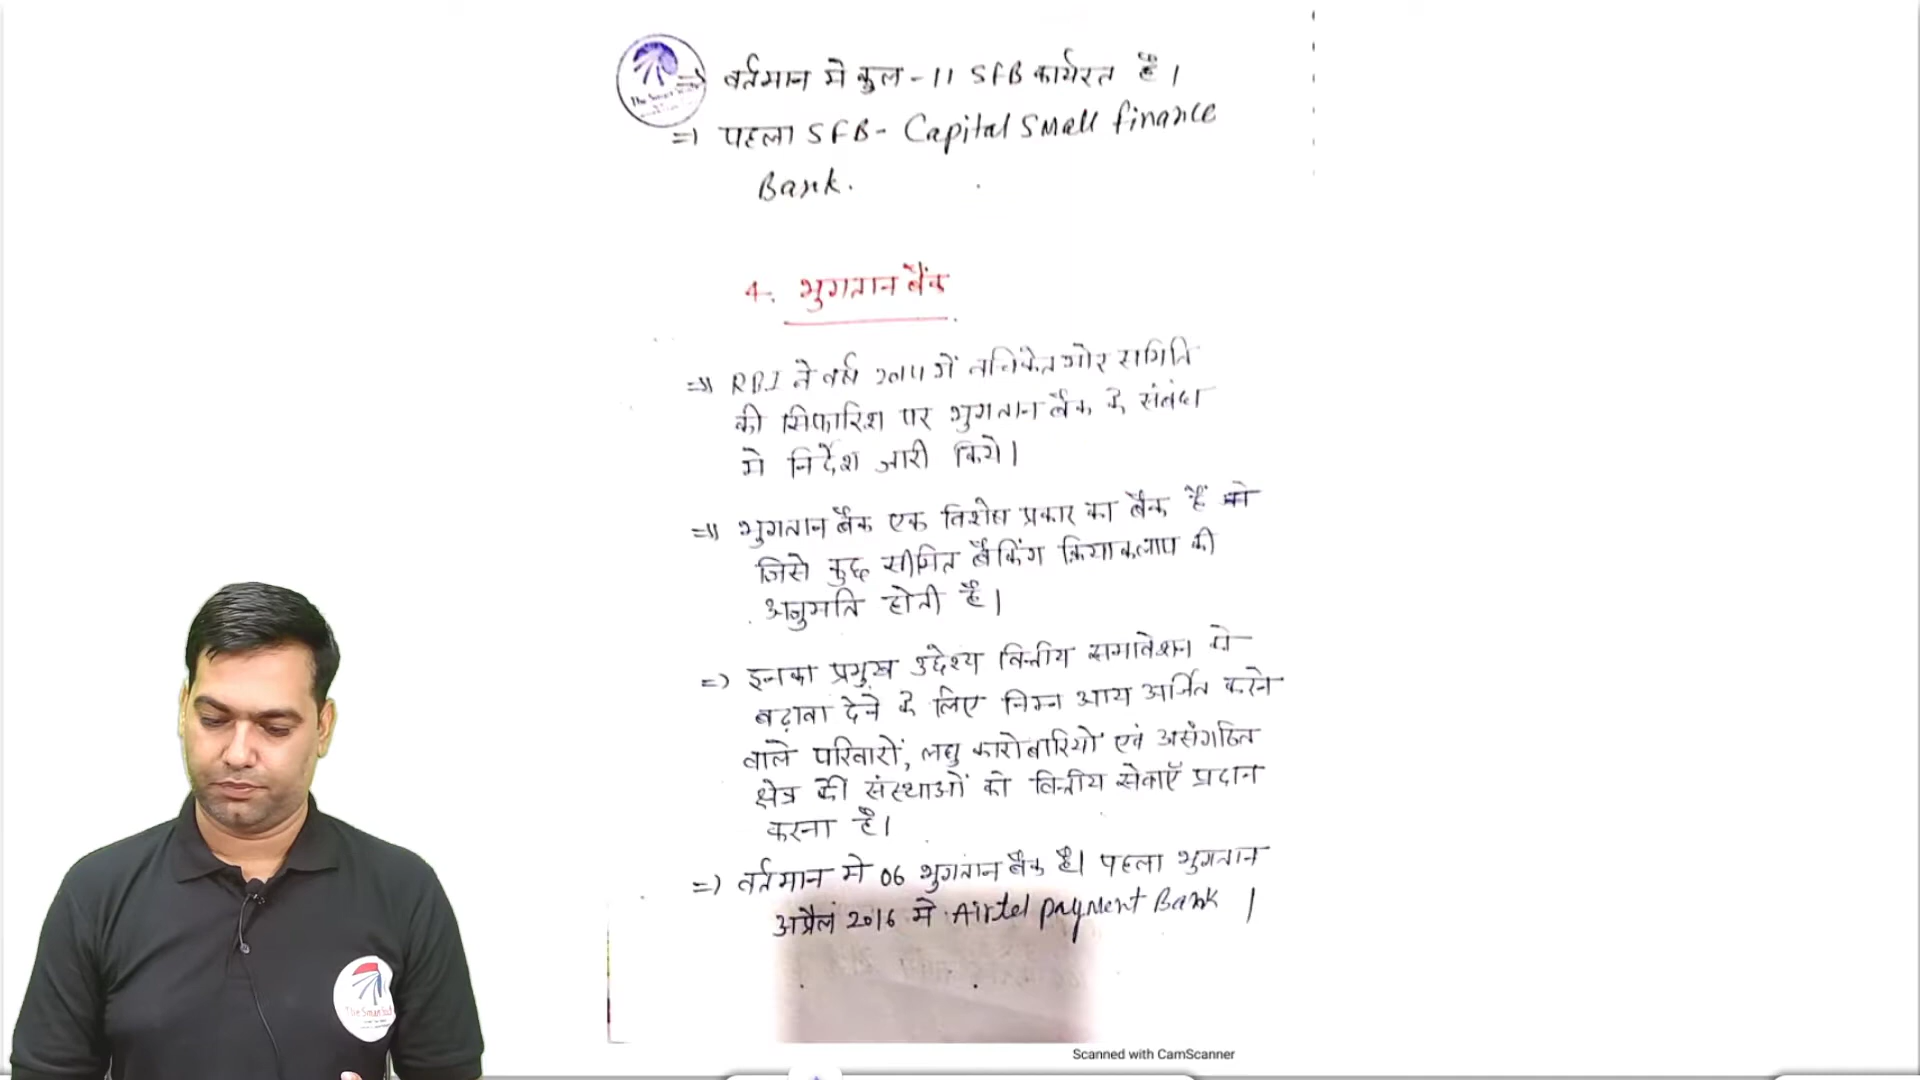 => वर्तमान मे कुल - 11 SFB कार्यरत है।
=> पहला SFB - Capital Small finance
Bank.
4. भुगतान बैंक
=> RBI ने वर्ष 2014 में नचिकेत मोर समिति
की सिफारिश पर भुगतान बैंक के संबंध
मे निर्देश जारी किये।
=> भुगतान बैंक एक विशेष प्रकार का बैंक है
जिसे कुछ सीमित बैंकिंग क्रियाकलाप की
अनुमति होती है।
=> इनका प्रमुख उद्देश्य वित्तीय समावेशन मे
बढ़ावा देने के लिए निम्न आय अर्जित करने
वाले परिवारों, लघु कारोबारियों एवं असंगठित
क्षेत्र की संस्थाओं को वित्तीय सेवाएँ प्रदान
करना है।
=> वर्तमान मे 06 भुगतान बैंक है। पहला भुगतान
अप्रैल 2016 मे Airtel payment Bank ।
The Smart
Scanned with CamScanner